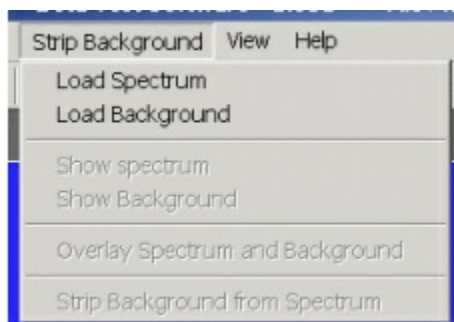 Strip Background View Help
Load Spectrum
Load Background
Show spectrum
Show Background
Overlay Spectrum and Background
Strip Background from Spectrum